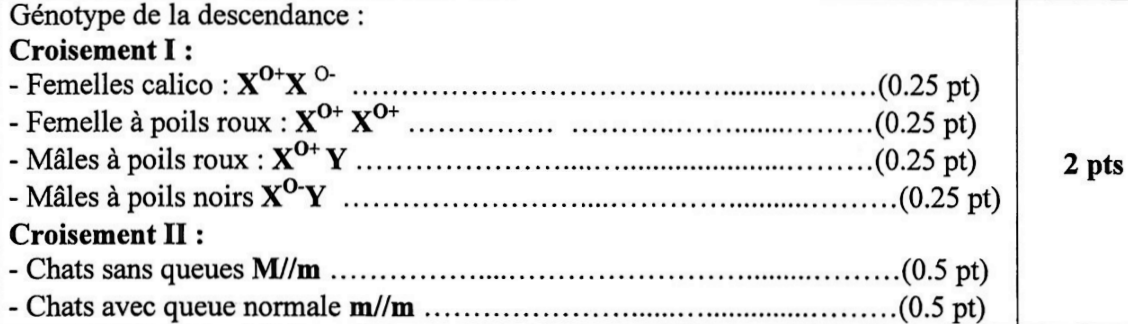 Génotype de la descendance :
Croisement I :
- Femelles calico : X^O+X ^O- ……………………………………………………(0.25 pt)
- Femelle à poils roux : X^O+ X^O+ …………… ……………………………(0.25 pt)
- Mâles à poils roux : X^O+ Y ……………………………………………………(0.25 pt)
- Mâles à poils noirs X^O-Y ……………………………………………………(0.25 pt)
2 pts
Croisement II :
- Chats sans queues M//m ……………………………………………………(0.5 pt)
- Chats avec queue normale m//m ……………………………………………(0.5 pt)